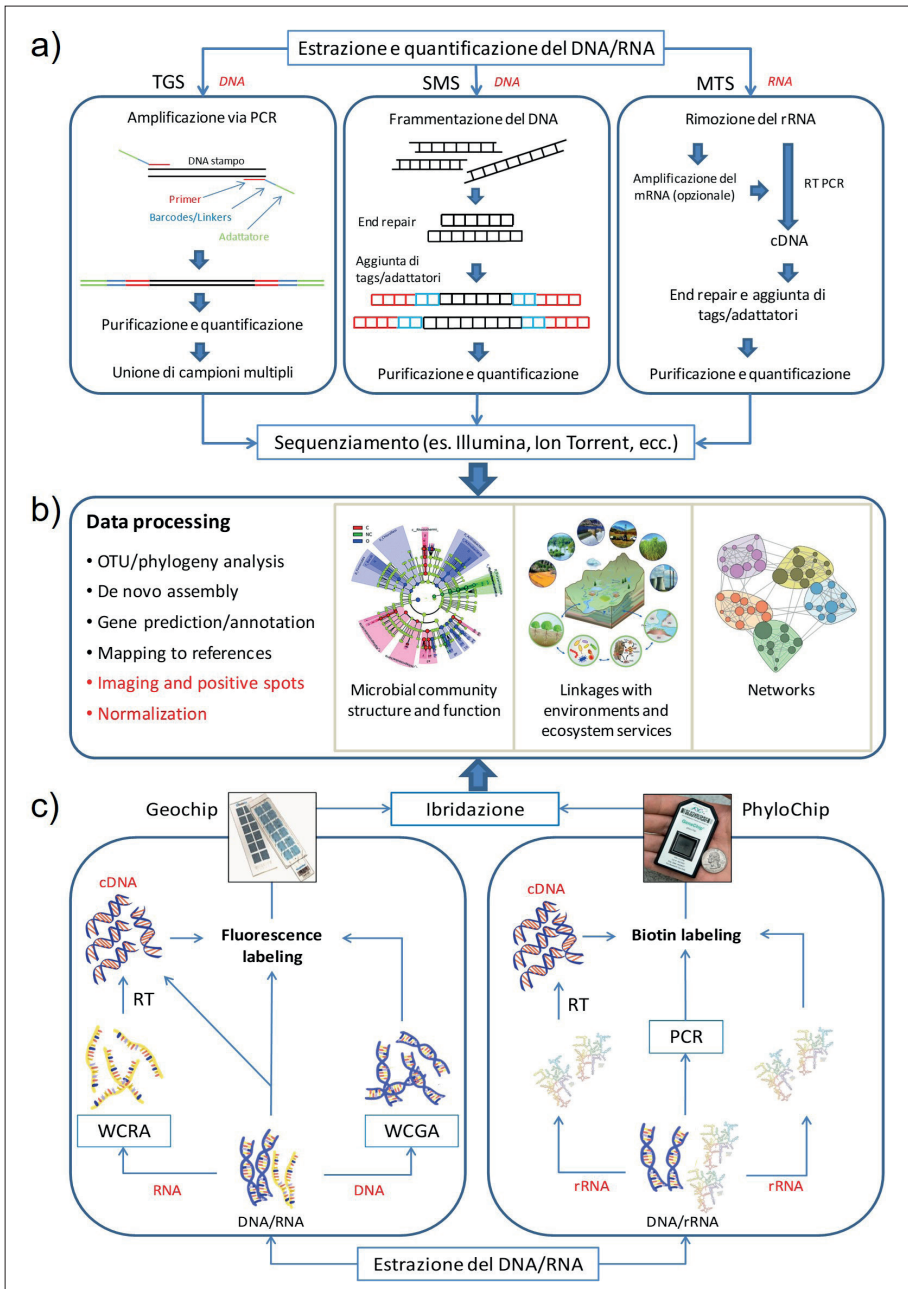 a)
Estrazione e quantificazione del DNA/RNA
TGS
DNA
SMS
DNA
MTS
RNA
Amplificazione via PCR
DNA stampo
Primer
Barcodes/Linkers
Adattatore
Purificazione e quantificazione
Unione di campioni multipli
Frammentazione del DNA
End repair
Aggiunta di
tags/adattatori
Purificazione e quantificazione
Rimozione del rRNA
Amplificazione del
mRNA (opzionale)
RT PCR
cDNA
End repair e aggiunta di
tags/adattatori
Purificazione e quantificazione
Sequenziamento (es. Illumina, Ion Torrent, ecc.)
b)
Data processing
• OTU/phylogeny analysis
• De novo assembly
• Gene prediction/annotation
• Mapping to references
• Imaging and positive spots
• Normalization
C
NC
O
Microbial community
structure and function
Linkages with
environments and
ecosystem services
Networks
c)
Geochip
Ibridazione
PhyloChip
cDNA
Fluorescence
labeling
RT
WCRA
WCGA
RNA
DNA
DNA/RNA
cDNA
Biotin labeling
RT
PCR
rRNA
rRNA
DNA/rRNA
Estrazione del DNA/RNA